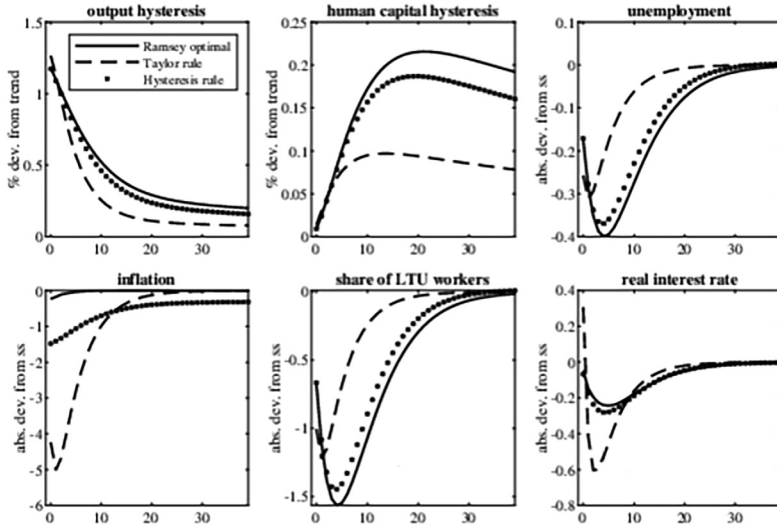 output hysteresis
human capital hysteresis
unemployment
% dev. from trend
1.5
1
0.5
0
Ramsey optimal
Taylor rule
Hysteresis rule
0 10 20 30
% dev. from trend
0.25
0.2
0.15
0.1
0.05
0
0 10 20 30
abs. dev. from ss
0.1
0
-0.1
-0.2
-0.3
-0.4
0 10 20 30
inflation
share of LTU workers
real interest rate
abs. dev. from ss
0
-1
-2
-3
-4
-5
-6
0 10 20 30
abs. dev. from ss
0
-0.5
-1
-1.5
0 10 20 30
abs. dev. from ss
0.4
0.2
0
-0.2
-0.4
-0.6
-0.8
0 10 20 30